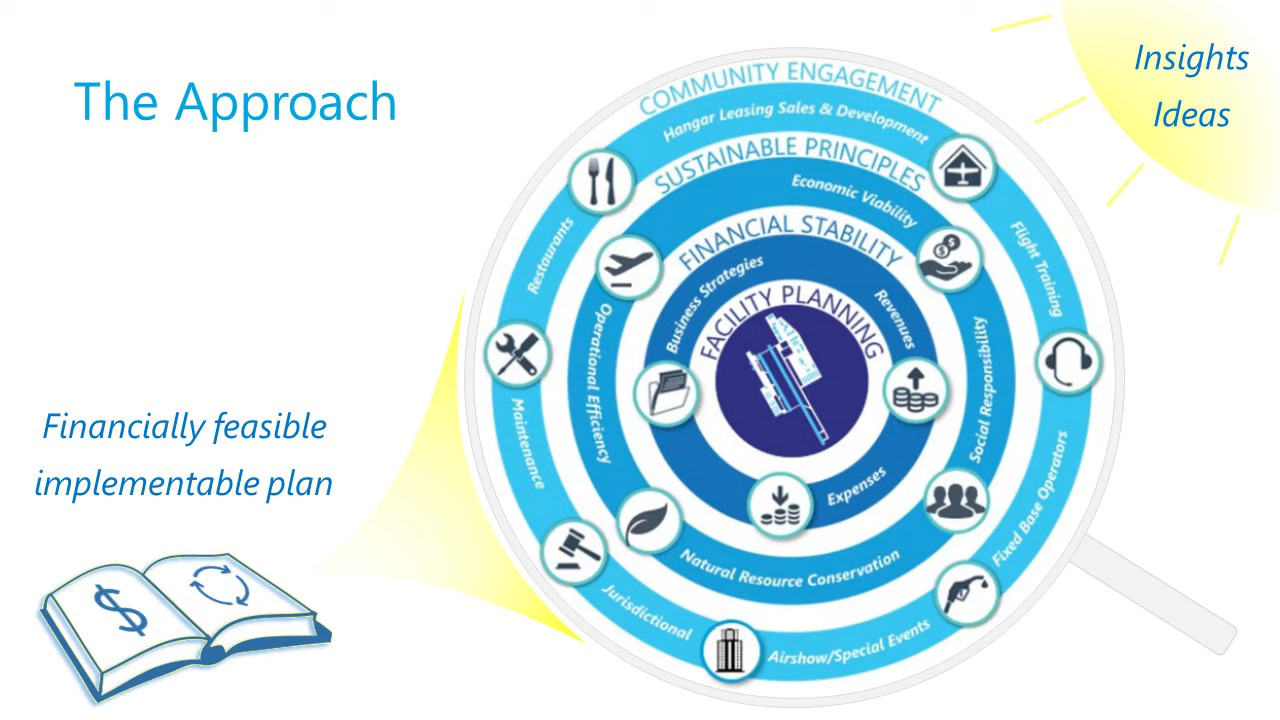 The Approach
Insights
Ideas
COMMUNITY ENGAGEMENT
Hangar Leasing Sales & Development
Flight Training
Fixed Base Operators
Airshow/Special Events
Jurisdictional
Maintenance
Restaurants
SUSTAINABLE PRINCIPLES
Economic Viability
Social Responsibility
Natural Resource Conservation
Operational Efficiency
FINANCIAL STABILITY
Business Strategies
Revenues
Expenses
FACILITY PLANNING
Financially feasible
implementable plan
$